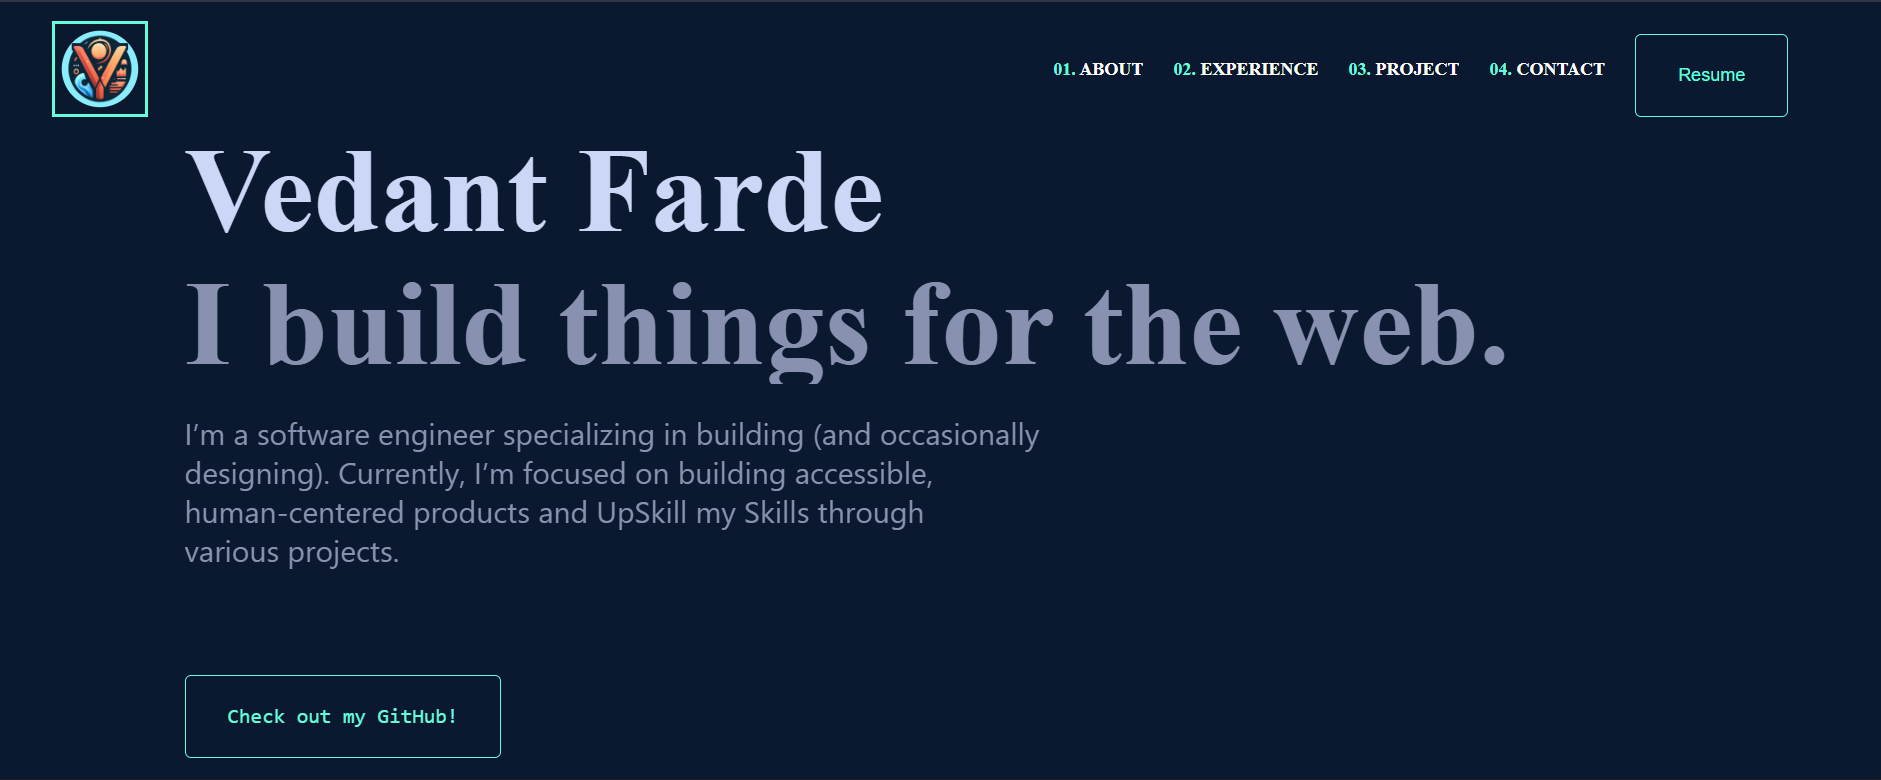 01. ABOUT 02. EXPERIENCE 03. PROJECT 04. CONTACT Resume
Vedant Farde
I build things for the web.
I’m a software engineer specializing in building (and occasionally
designing). Currently, I’m focused on building accessible,
human-centered products and UpSkill my Skills through
various projects.
Check out my GitHub!